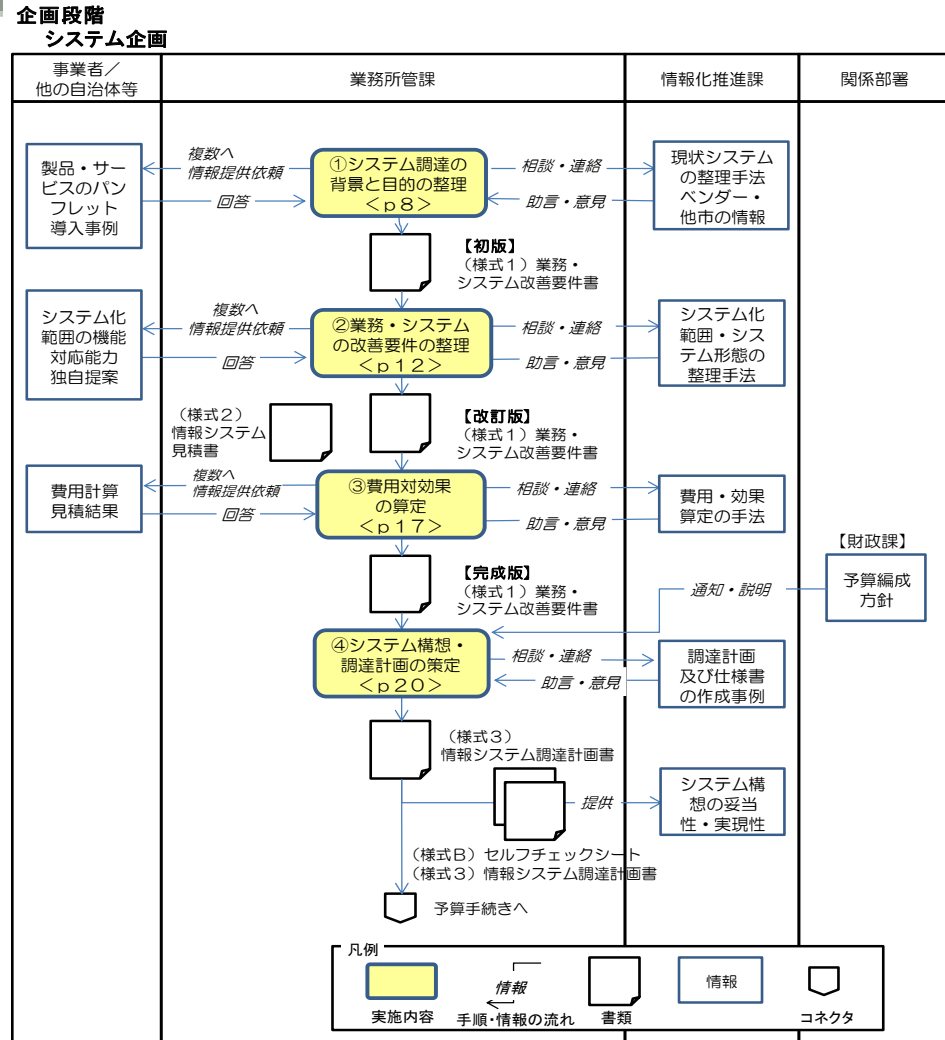 企画段階
システム企画
事業者／
他の自治体等
業務所管課
情報化推進課
関係部署
製品・サー
ビスのパン
フレット
導入事例
複数へ
情報提供依頼
回答
①システム調達の
背景と目的の整理
＜ｐ８＞
相談・連絡
助言・意見
現状システム
の整理手法
ベンダー・
他市の情報
【初版】
（様式１）業務・
システム改善要件書
システム化
範囲の機能
対応能力
独自提案
複数へ
情報提供依頼
回答
②業務・システム
の改善要件の整理
＜ｐ１２＞
相談・連絡
助言・意見
システム化
範囲・シス
テム形態の
整理手法
（様式２）
情報システム
見積書
【改訂版】
（様式１）業務・
システム改善要件書
費用計算
見積結果
複数へ
情報提供依頼
回答
③費用対効果
の算定
＜ｐ１７＞
相談・連絡
助言・意見
費用・効果
算定の手法
【完成版】
（様式１）業務・
システム改善要件書
【財政課】
予算編成
方針
通知・説明
④システム構想・
調達計画の策定
＜ｐ２０＞
相談・連絡
助言・意見
調達計画
及び仕様書
の作成事例
（様式３）
情報システム調達計画書
提供
システム構
想の妥当
性・実現性
（様式Ｂ）セルフチェックシート
（様式３）情報システム調達計画書
予算手続きへ
凡例
実施内容
情報
手順・情報の流れ
書類
情報
コネクタ